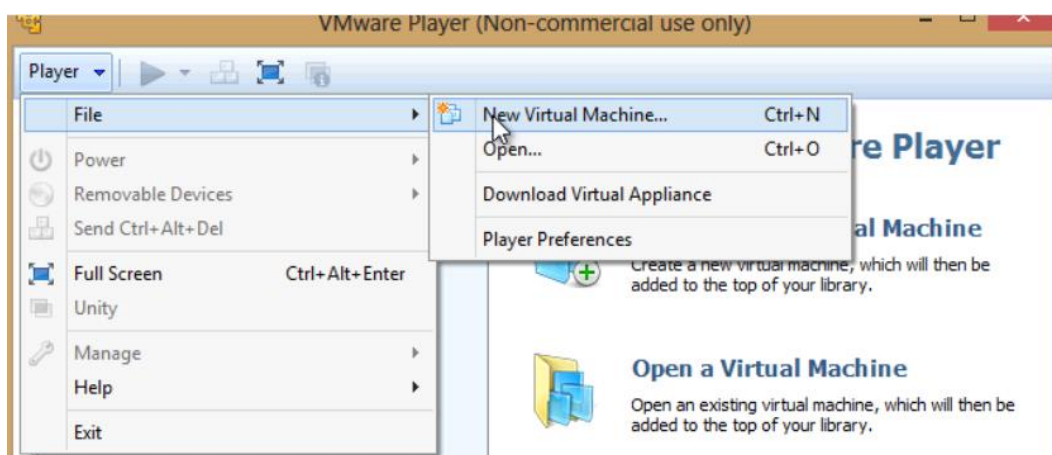 VMware Player (Non-commercial use only)
Player
File
New Virtual Machine... Ctrl+N
Open... Ctrl+O
Download Virtual Appliance
Player Preferences
Power
Removable Devices
Send Ctrl+Alt+Del
Full Screen Ctrl+Alt+Enter
Unity
Manage
Help
Exit
re Player
al Machine
Create a new virtual machine, which will then be
added to the top of your library.
Open a Virtual Machine
Open an existing virtual machine, which will then be
added to the top of your library.